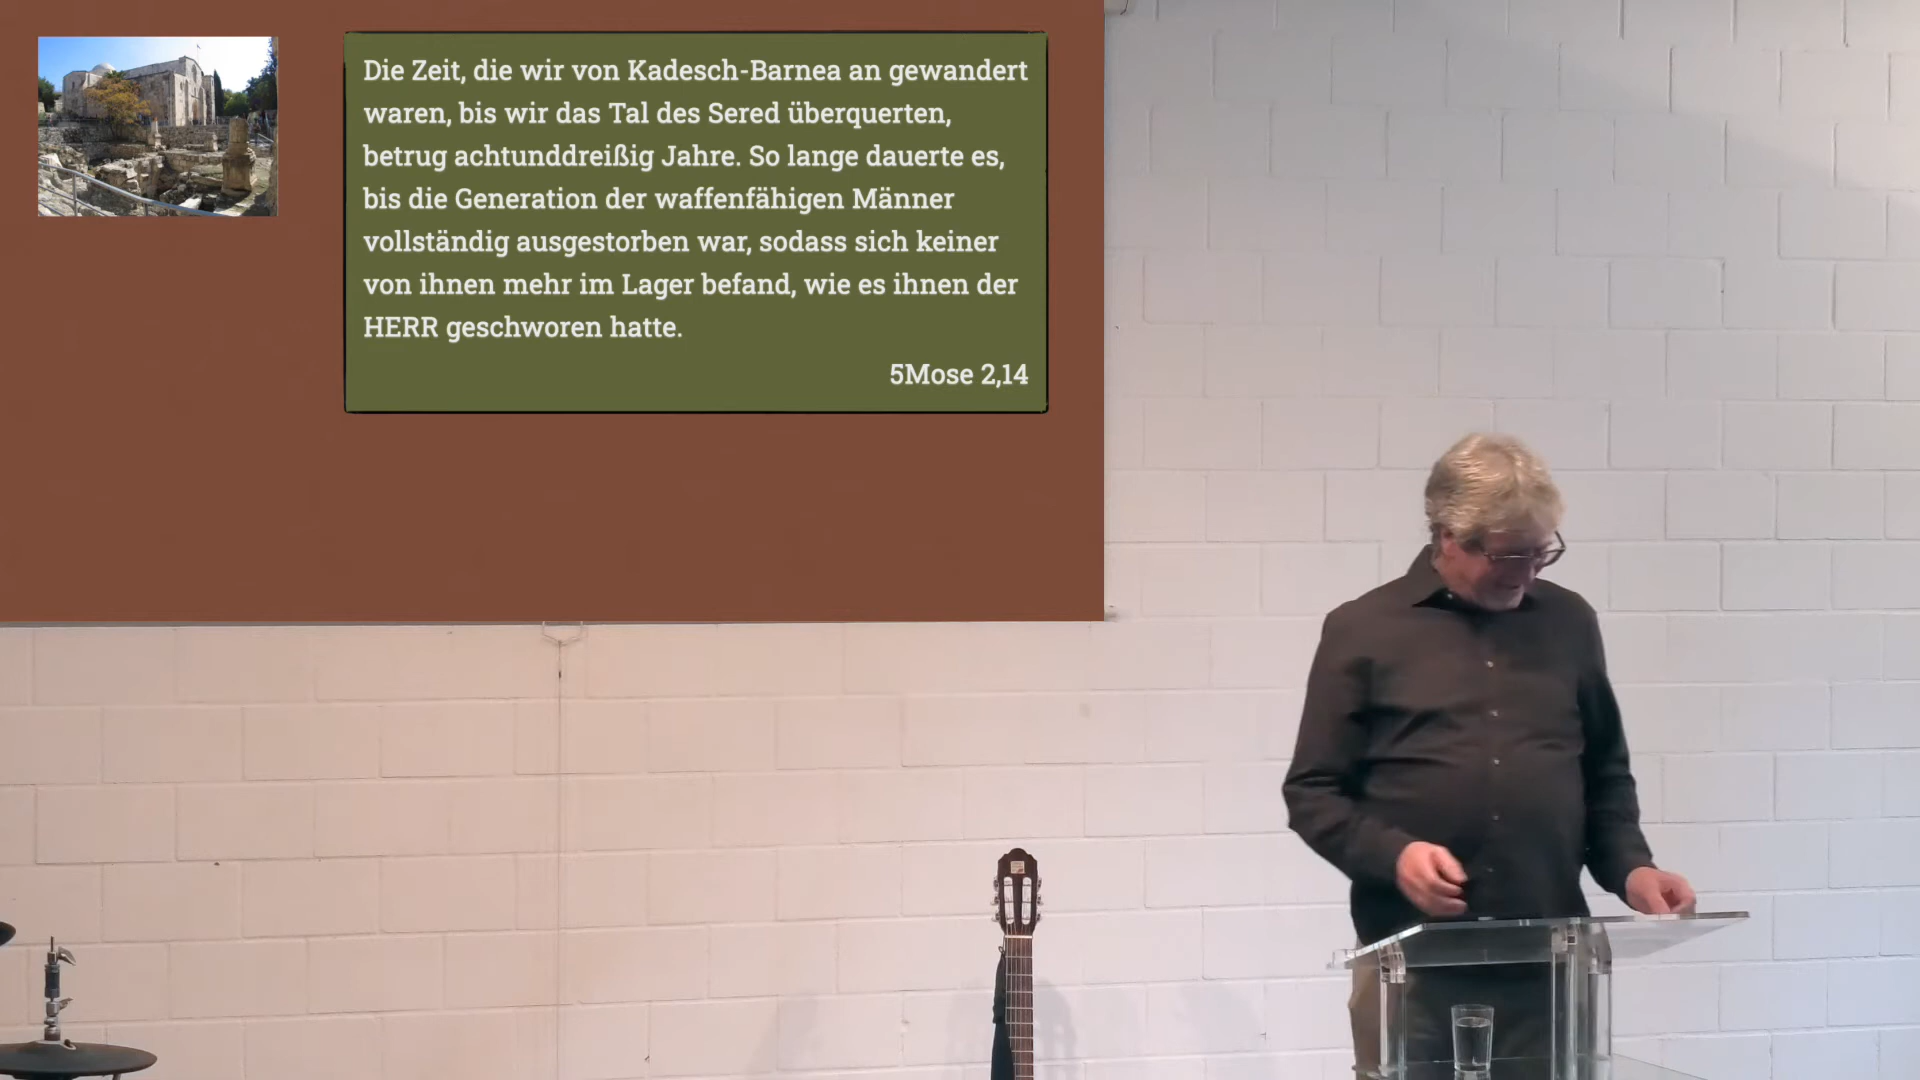 Die Zeit, die wir von Kadesch-Barnea an gewandert
waren, bis wir das Tal des Sered überquerten,
betrug achtunddreißig Jahre. So lange dauerte es,
bis die Generation der waffenfähigen Männer
vollständig ausgestorben war, sodass sich keiner
von ihnen mehr im Lager befand, wie es ihnen der
HERR geschworen hatte.
5Mose 2,14